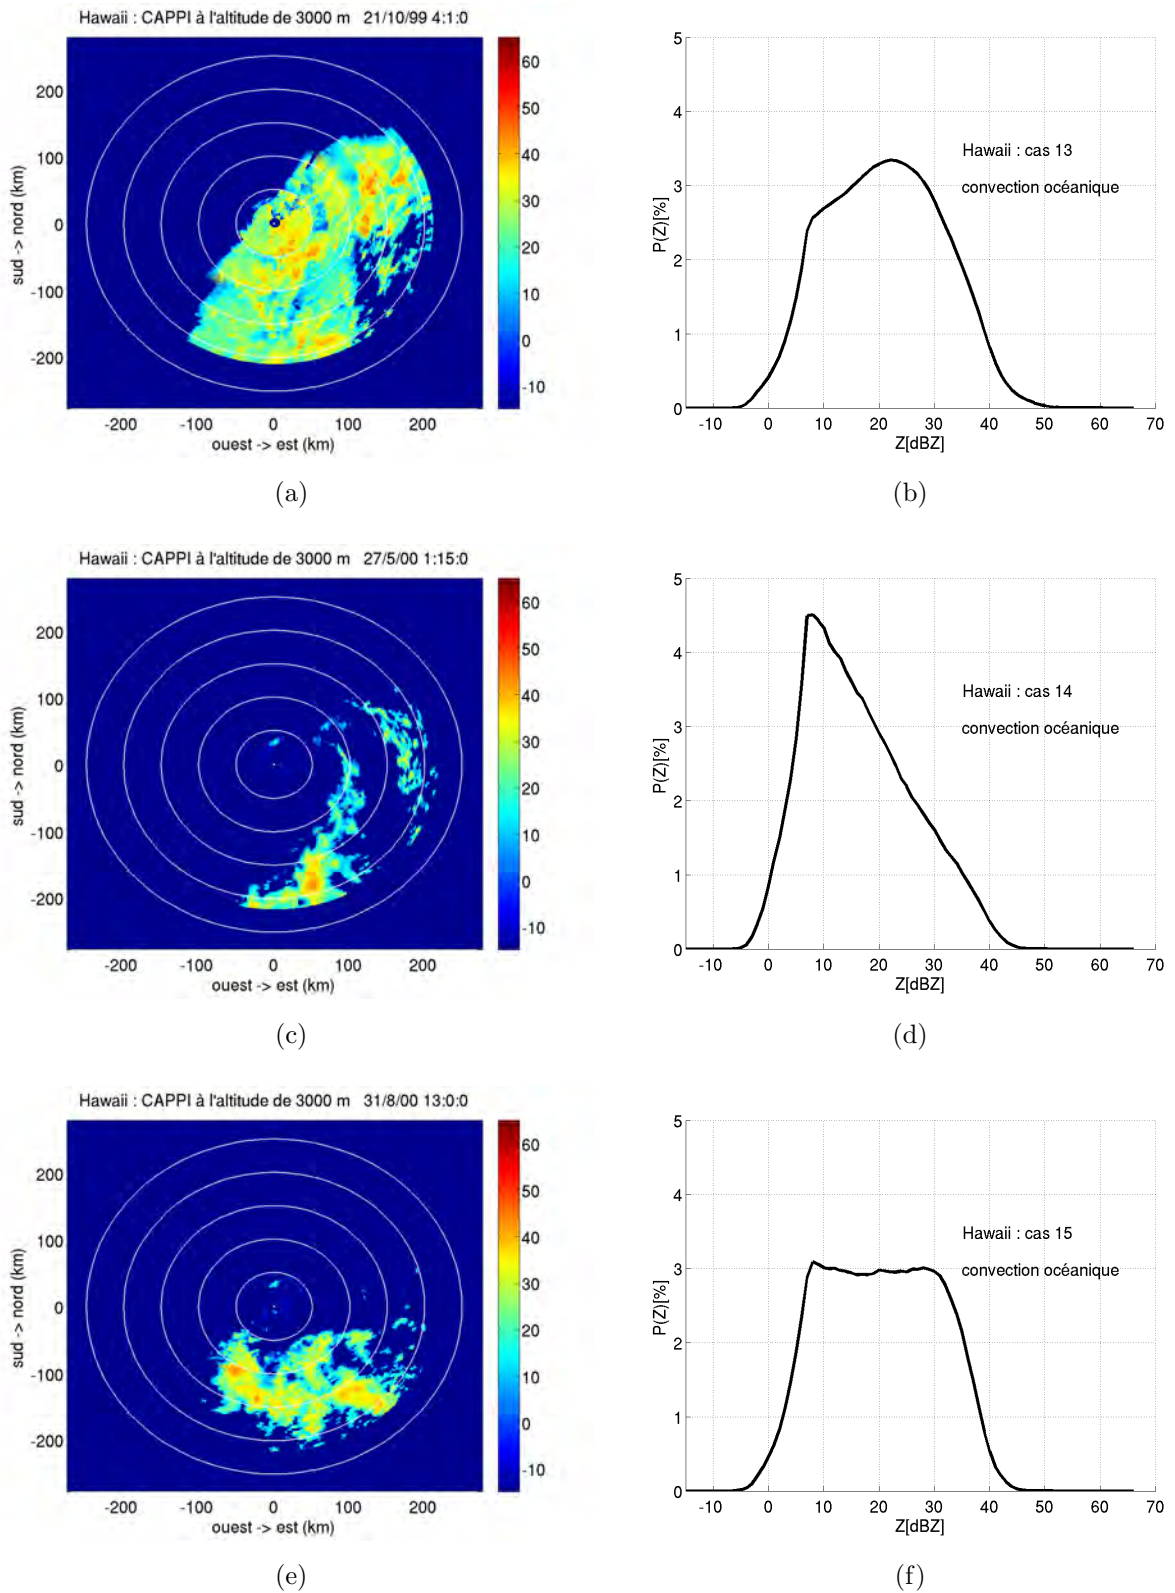 Hawaii : CAPPI à l'altitude de 3000 m 21/10/99 4:1:0
200
100
0
-100
-200
sud -> nord (km)
-200 -100 0 100 200
ouest -> est (km)
60
50
40
30
20
10
0
-10
(a)
5
4
3
2
1
0
P(Z)[%]
Hawaii : cas 13
convection océanique
-10 0 10 20 30 40 50 60 70
Z[dBZ]
(b)
Hawaii : CAPPI à l'altitude de 3000 m 27/5/00 1:15:0
200
100
0
-100
-200
sud -> nord (km)
-200 -100 0 100 200
ouest -> est (km)
60
50
40
30
20
10
0
-10
(c)
5
4
3
2
1
0
P(Z)[%]
Hawaii : cas 14
convection océanique
-10 0 10 20 30 40 50 60 70
Z[dBZ]
(d)
Hawaii : CAPPI à l'altitude de 3000 m 31/8/00 13:0:0
200
100
0
-100
-200
sud -> nord (km)
-200 -100 0 100 200
ouest -> est (km)
60
50
40
30
20
10
0
-10
(e)
5
4
3
2
1
0
P(Z)[%]
Hawaii : cas 15
convection océanique
-10 0 10 20 30 40 50 60 70
Z[dBZ]
(f)